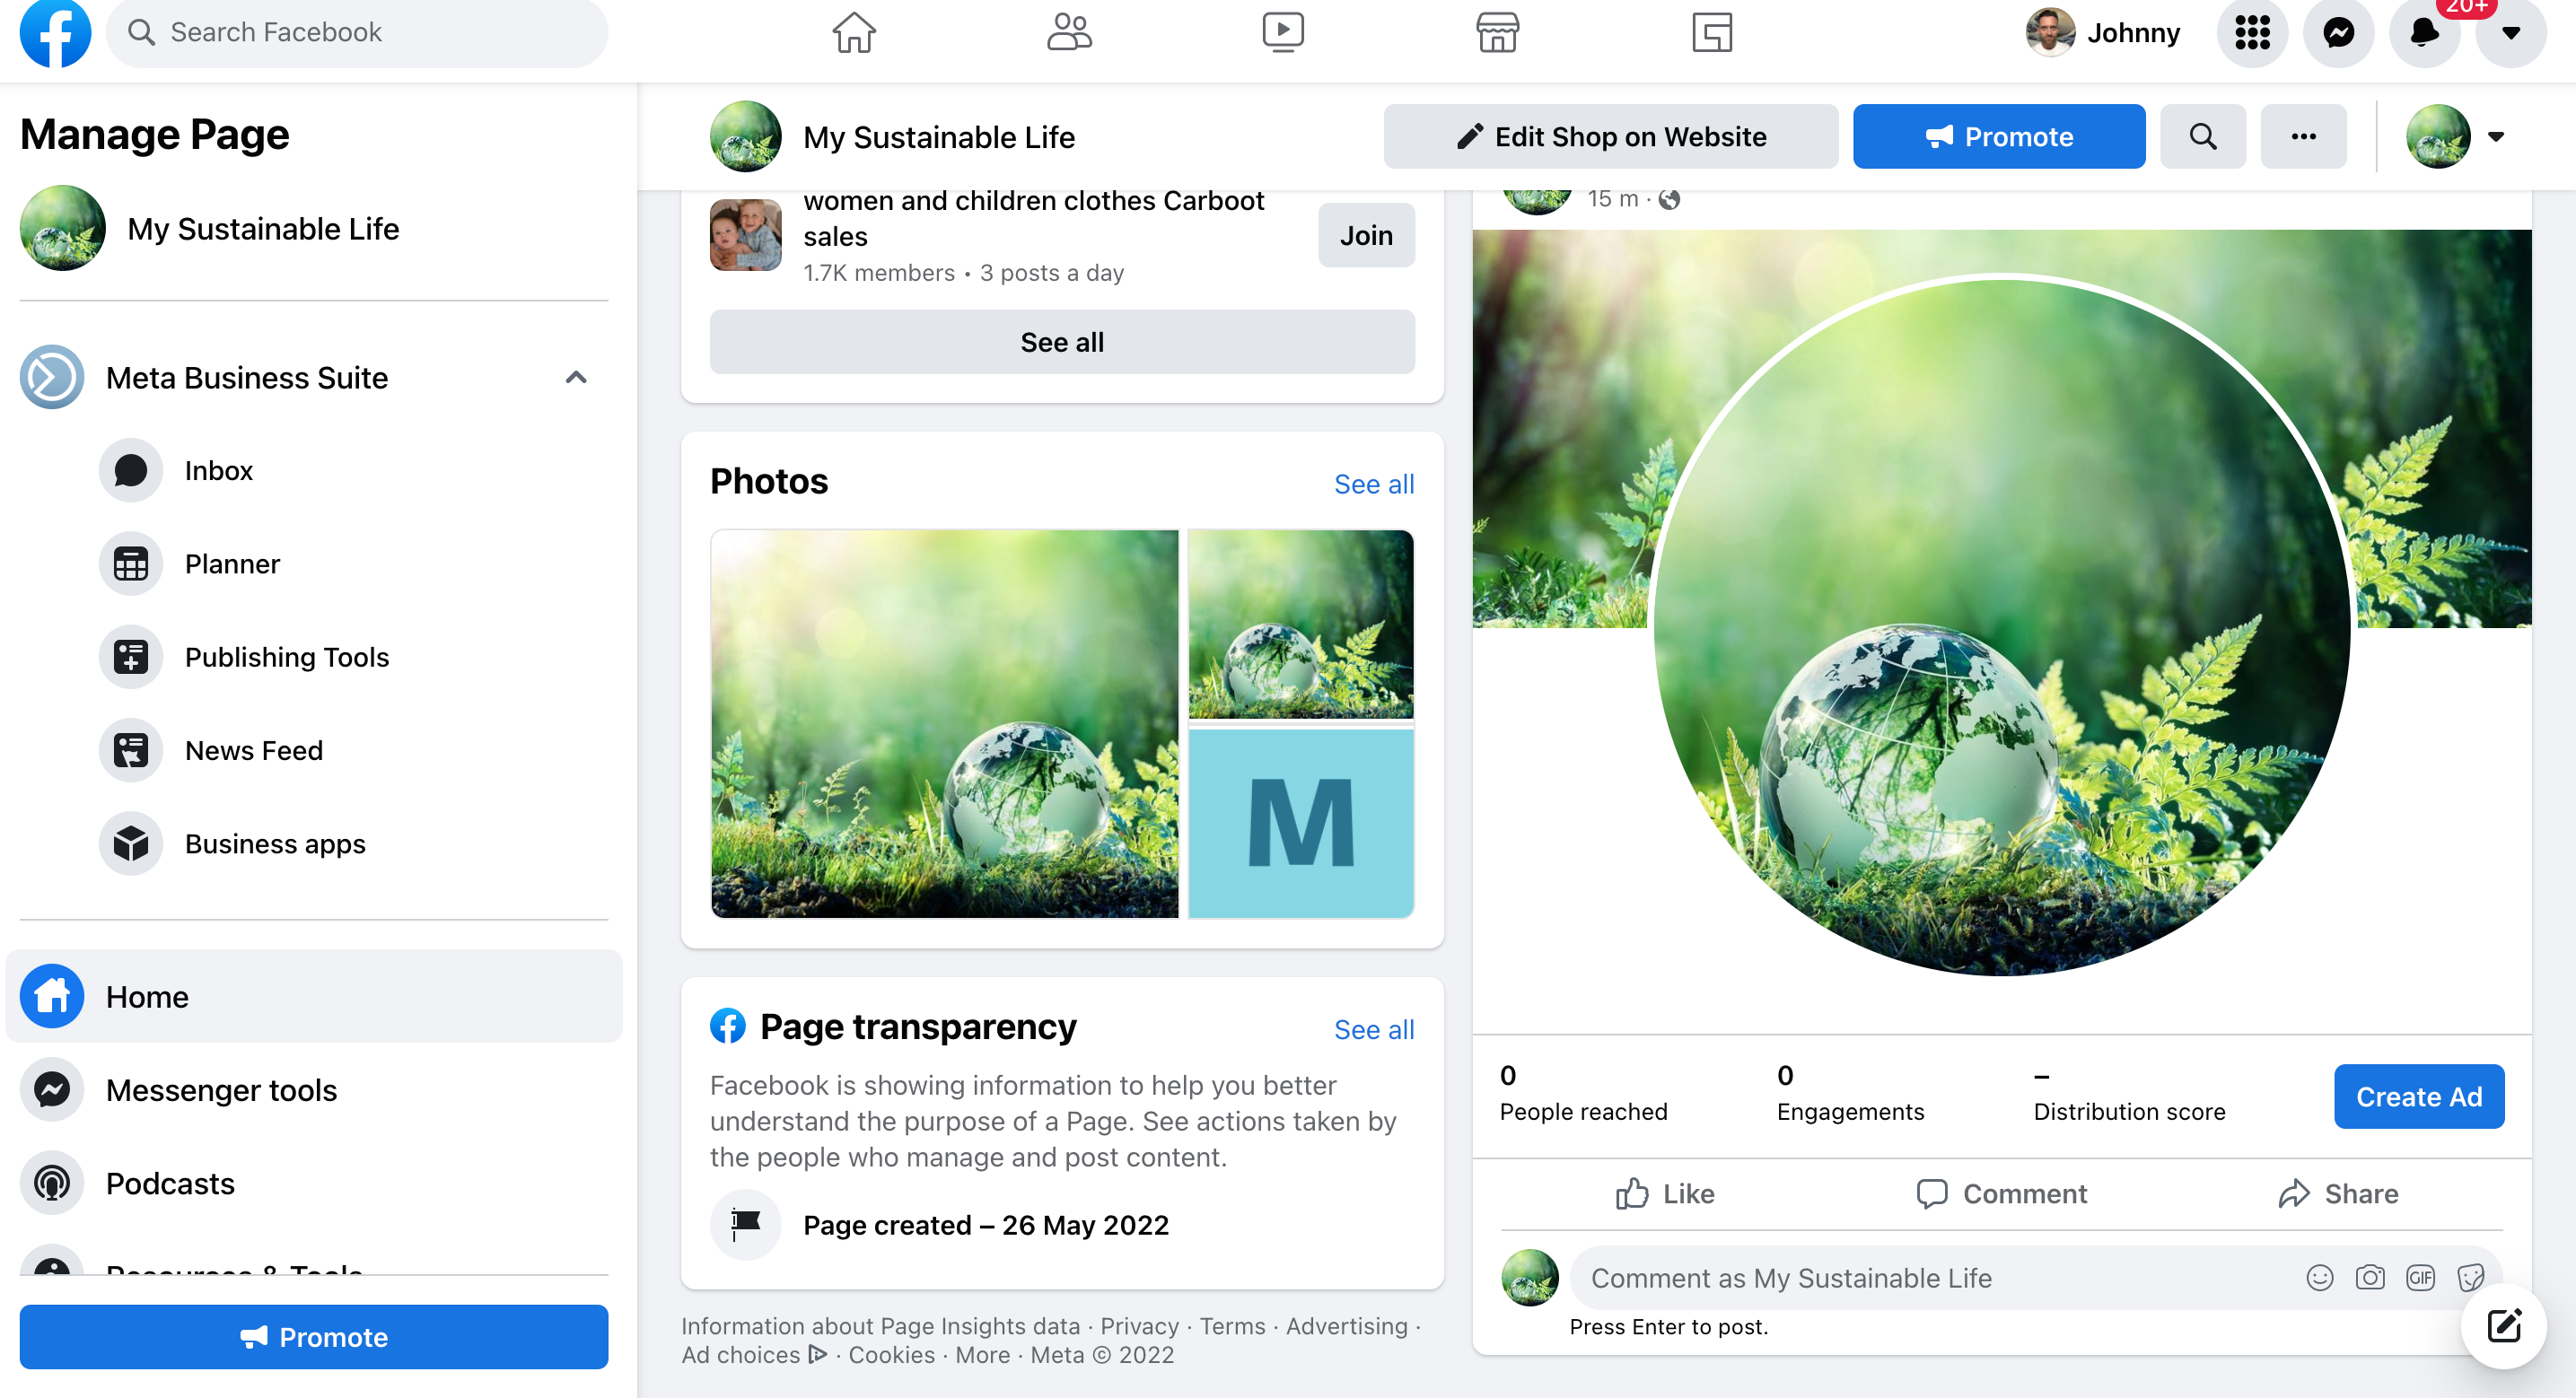 Search Facebook
Johnny
20+
Manage Page
My Sustainable Life
Meta Business Suite
Inbox
Planner
Publishing Tools
News Feed
Business apps
Home
Messenger tools
Podcasts
Resources & Tools
Promote
My Sustainable Life
Edit Shop on Website
Promote
women and children clothes Carboot
sales
1.7K members • 3 posts a day
Join
See all
Photos
See all
M
Page transparency
See all
Facebook is showing information to help you better
understand the purpose of a Page. See actions taken by
the people who manage and post content.
Page created – 26 May 2022
Information about Page Insights data · Privacy · Terms · Advertising ·
Ad choices · Cookies · More · Meta © 2022
15 m ·
0
People reached
0
Engagements
–
Distribution score
Create Ad
Like
Comment
Share
Comment as My Sustainable Life
GIF
Press Enter to post.